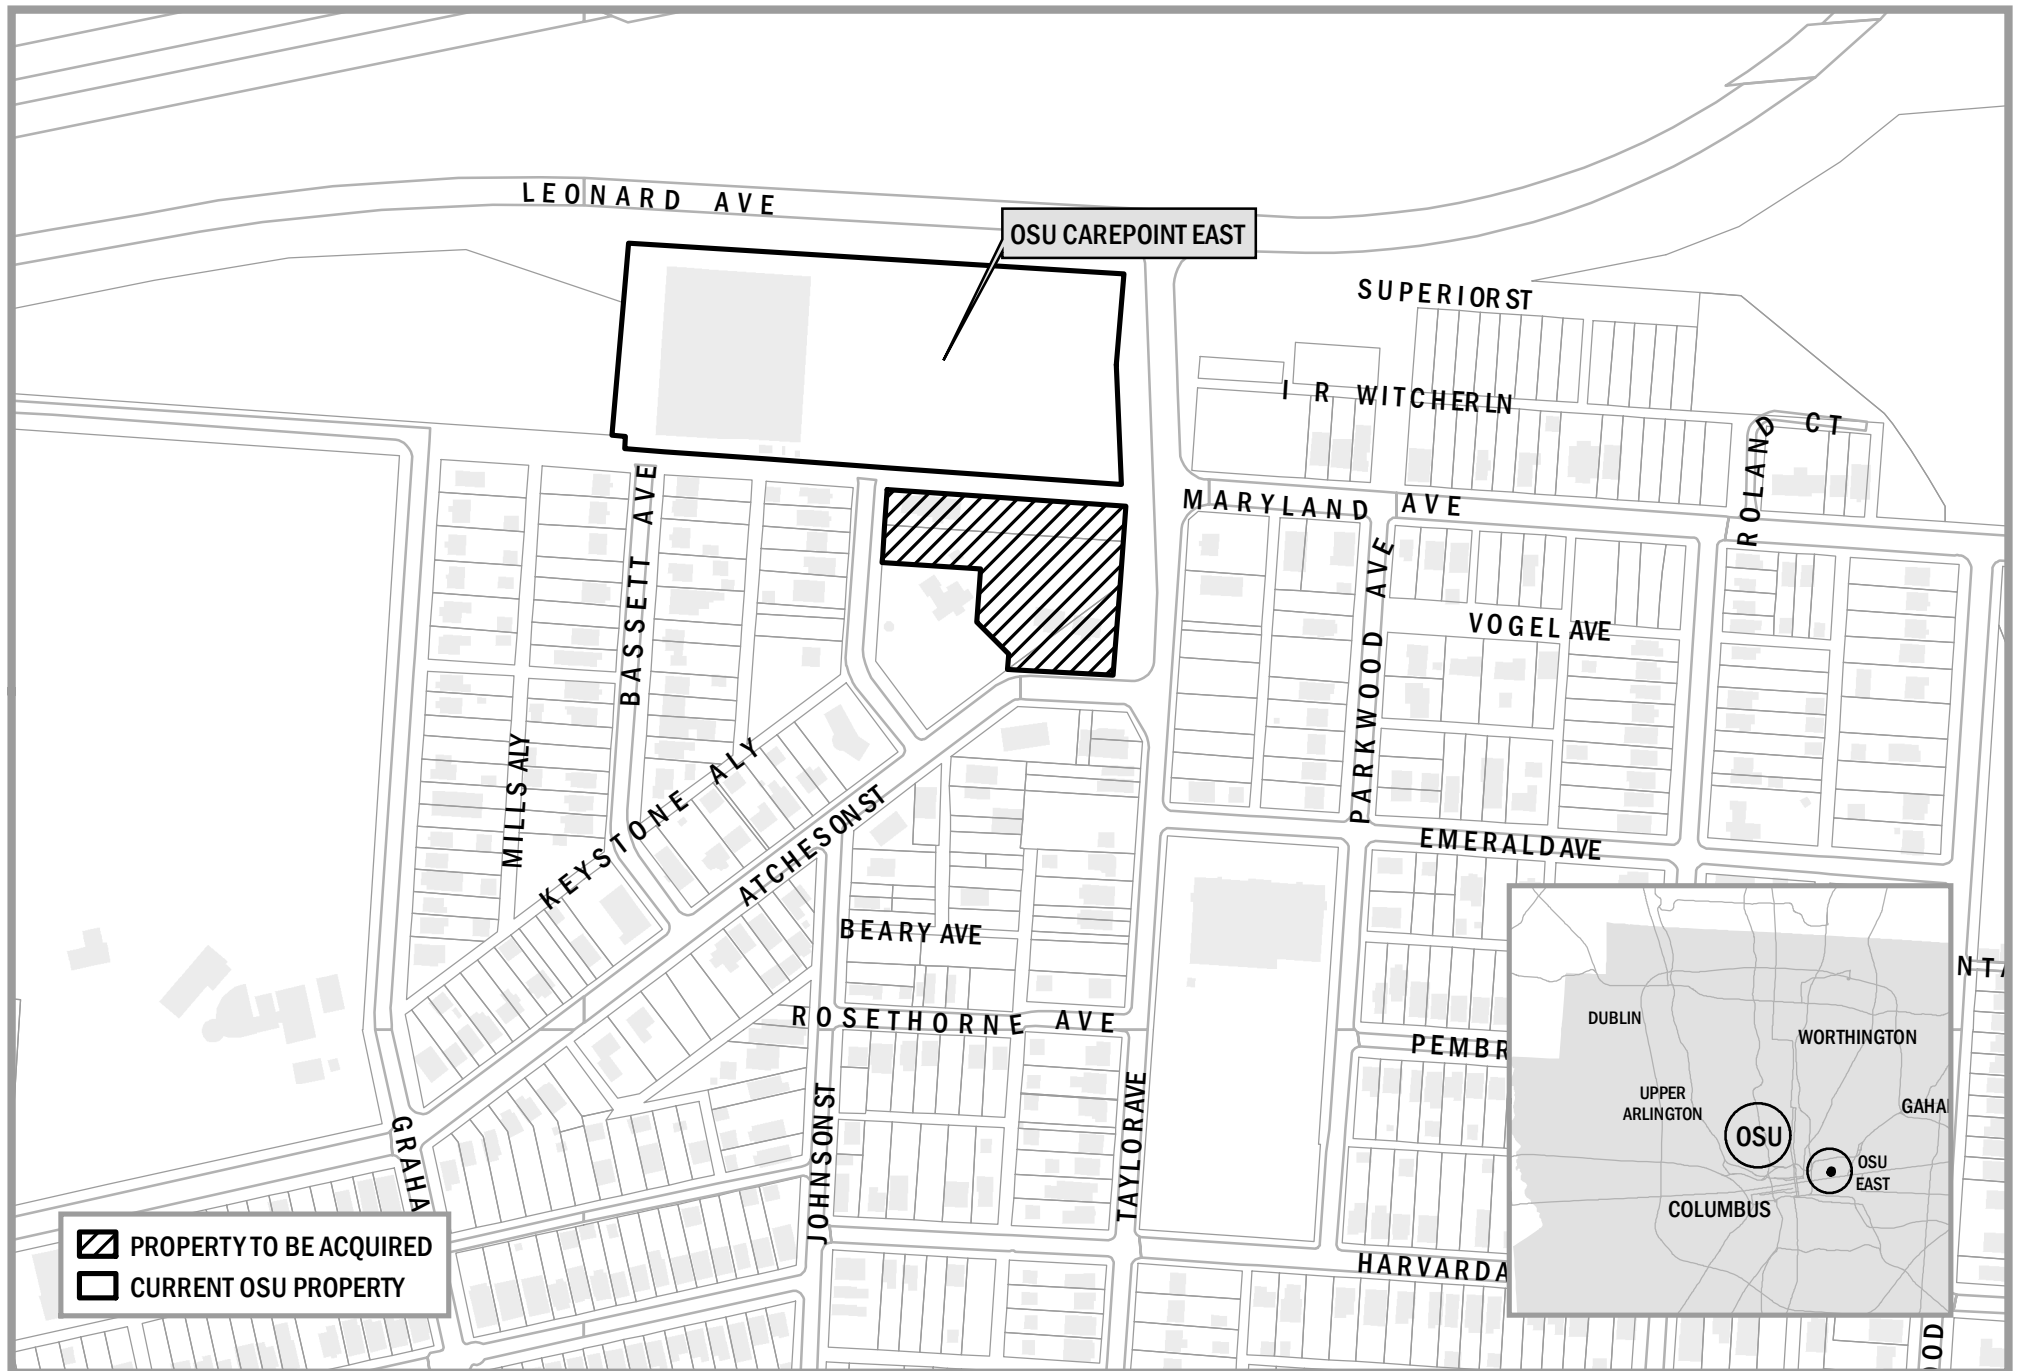 LEONARD AVE
OSU CAREPOINT EAST
SUPERIOR ST
I R WITCHER LN
ROLAND CT
MARYLAND AVE
BASSETT AVE
PARKWOOD AVE
VOGEL AVE
MILLS ALY
KEYSTONE ALY
ATCHESON ST
EMERALD AVE
BEARY AVE
ROSETHORNE AVE
PEMBR
GRAHA
JOHNSON ST
TAYLOR AVE
HARVARD A
NTA
OOD
DUBLIN
WORTHINGTON
UPPER
ARLINGTON
GAHA
OSU
OSU
EAST
COLUMBUS
PROPERTY TO BE ACQUIRED
CURRENT OSU PROPERTY